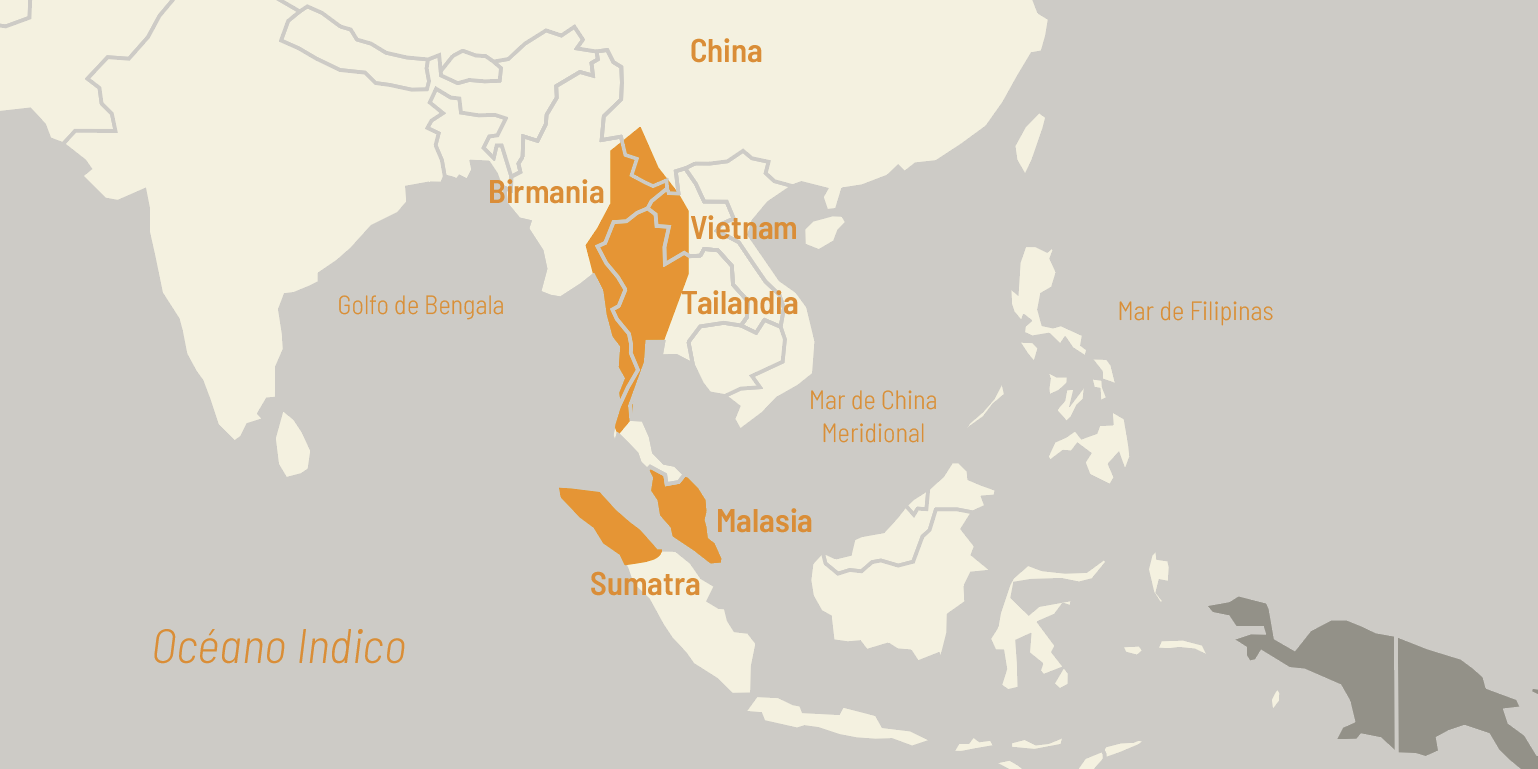 China
Birmania
Vietnam
Golfo de Bengala
Tailandia
Mar de Filipinas
Mar de China
Meridional
Malasia
Sumatra
Océano Indico